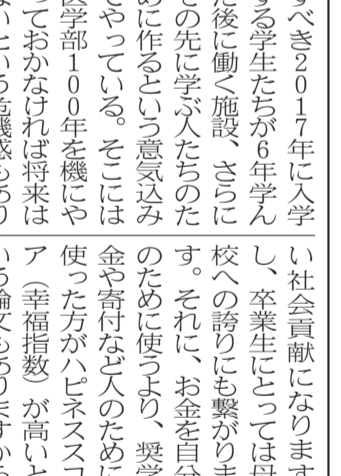 すべき2017年に入学
する学生たちが6年学ん
だ後に働く施設、さらに
その先に学ぶ人たちのた
めに作るという意気込み
でやっている。そこには
医学部100年を機にや
っておかなければ将来は
ないという危機感もあり
い社会貢献になります
し、卒業生にとっては母
校への誇りにも繋がりま
す。それに、お金を自分
のために使うより、奨学
金や寄付など人のために
使った方がハピネススコ
ア（幸福指数）が高いと
いう論文もありますか